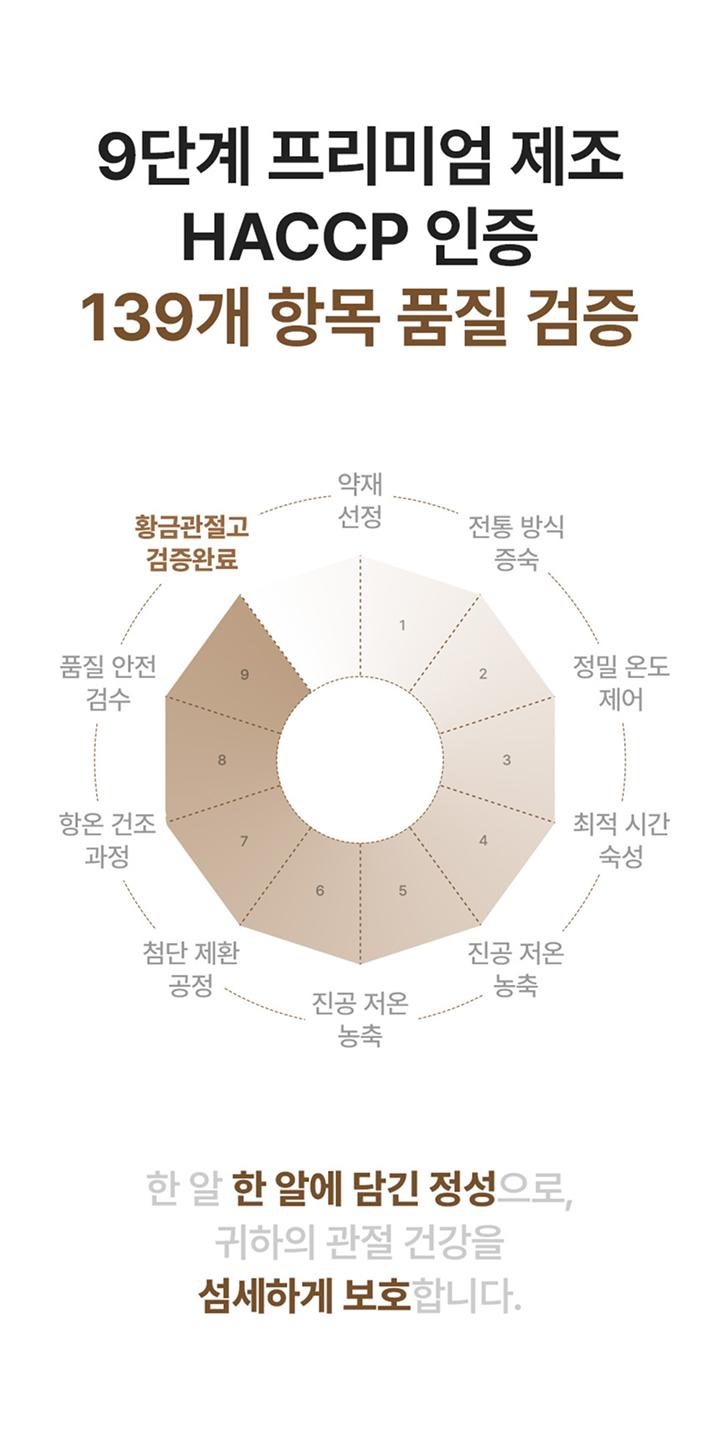 9단계 프리미엄 제조
HACCP 인증
139개 항목 품질 검증
약재
선정
전통 방식
증숙
정밀 온도
제어
최적 시간
숙성
진공 저온
농축
진공 저온
농축
첨단 제환
공정
항온 건조
과정
품질 안전
검수
황금관절고
검증완료
1
2
3
4
5
6
7
8
9
한 알 한 알에 담긴 정성으로,
귀하의 관절 건강을
섬세하게 보호합니다.